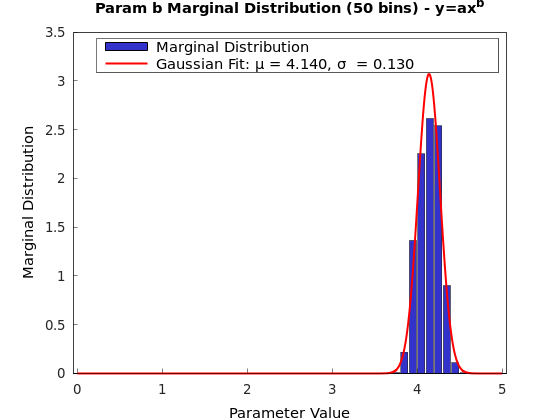 Param b Marginal Distribution (50 bins) - y=ax^b
Marginal Distribution
Gaussian Fit: μ = 4.140, σ = 0.130
3.5
3
2.5
2
1.5
1
0.5
0
Marginal Distribution
0 1 2 3 4 5
Parameter Value